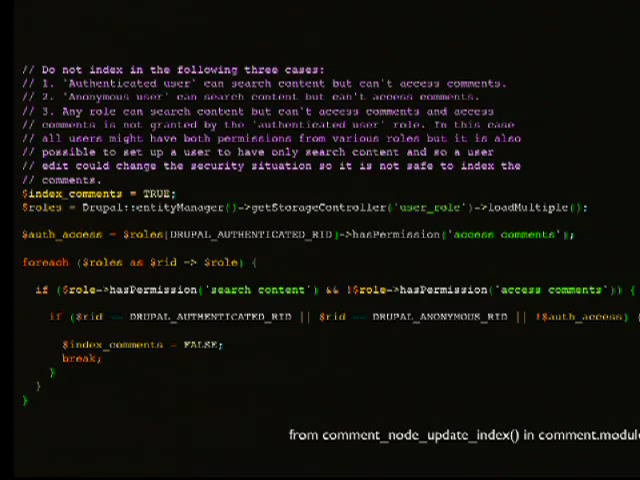 // Do not index in the following three cases:
// 1. 'Authenticated user' can search content but can't access comments.
// 2. 'Anonymous user' can search content but can't access comments.
// 3. Any role can search content but can't access comments and access
// comments is not granted by the 'authenticated user' role. In this case
// all users might have both permissions from various roles but it is also
// possible to set up a user to have only search content and so a user
// edit could change the security situation so it is not safe to index the
// comments.
$index_comments = TRUE;
$roles = Drupal::entityManager()->getStorageController('user_role')->loadMultiple();
$auth_access = $roles[DRUPAL_AUTHENTICATED_RID]->hasPermission('access comments');
foreach ($roles as $rid => $role) {
if ($role->hasPermission('search content') && !$role->hasPermission('access comments')) {
if ($rid == DRUPAL_AUTHENTICATED_RID || $rid == DRUPAL_ANONYMOUS_RID || !$auth_access) {
$index_comments = FALSE;
break;
}
}
}
from comment_node_update_index() in comment.module